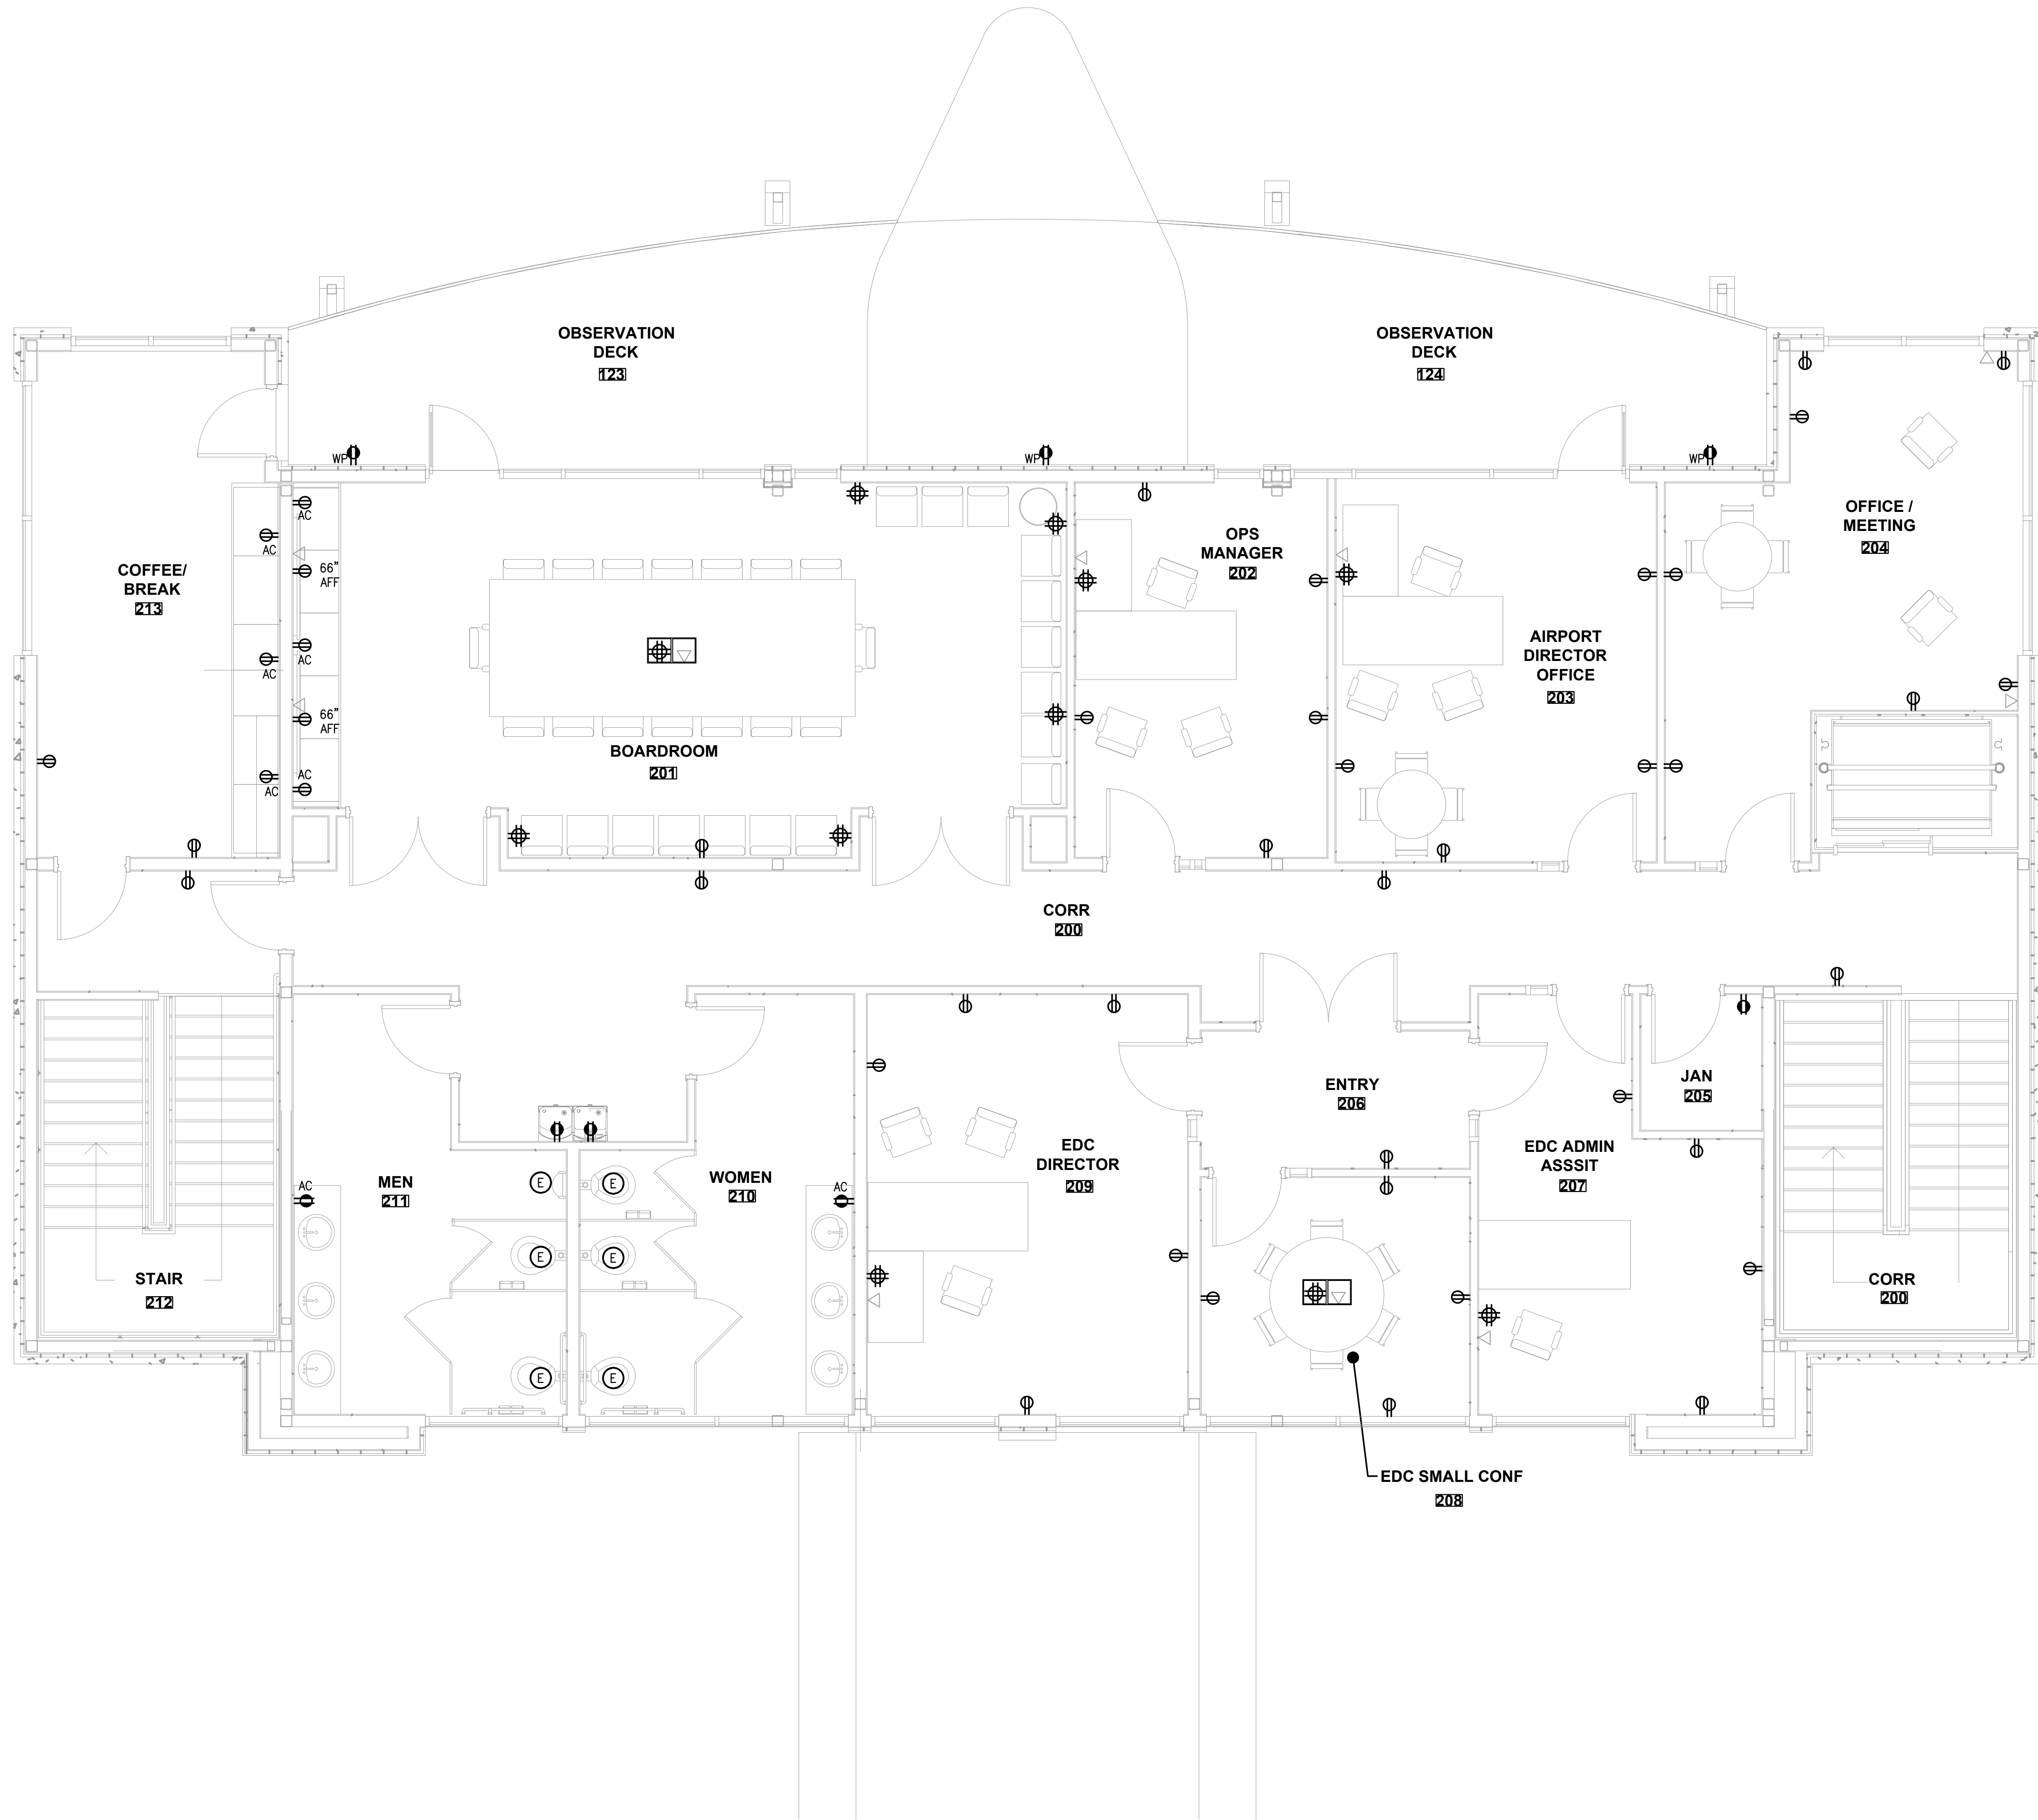 OBSERVATION
DECK
123
OBSERVATION
DECK
124
WP
WP
WP
AC
AC
66"
AFF
AC
AC
66"
AFF
AC
AC
COFFEE/
BREAK
213
BOARDROOM
201
OPS
MANAGER
202
AIRPORT
DIRECTOR
OFFICE
203
OFFICE /
MEETING
204
CORR
200
ENTRY
206
JAN
205
EDC
DIRECTOR
209
EDC ADMIN
ASSSIT
207
MEN
211
WOMEN
210
AC
AC
E
E
E
E
E
E
STAIR
212
CORR
200
EDC SMALL CONF
208